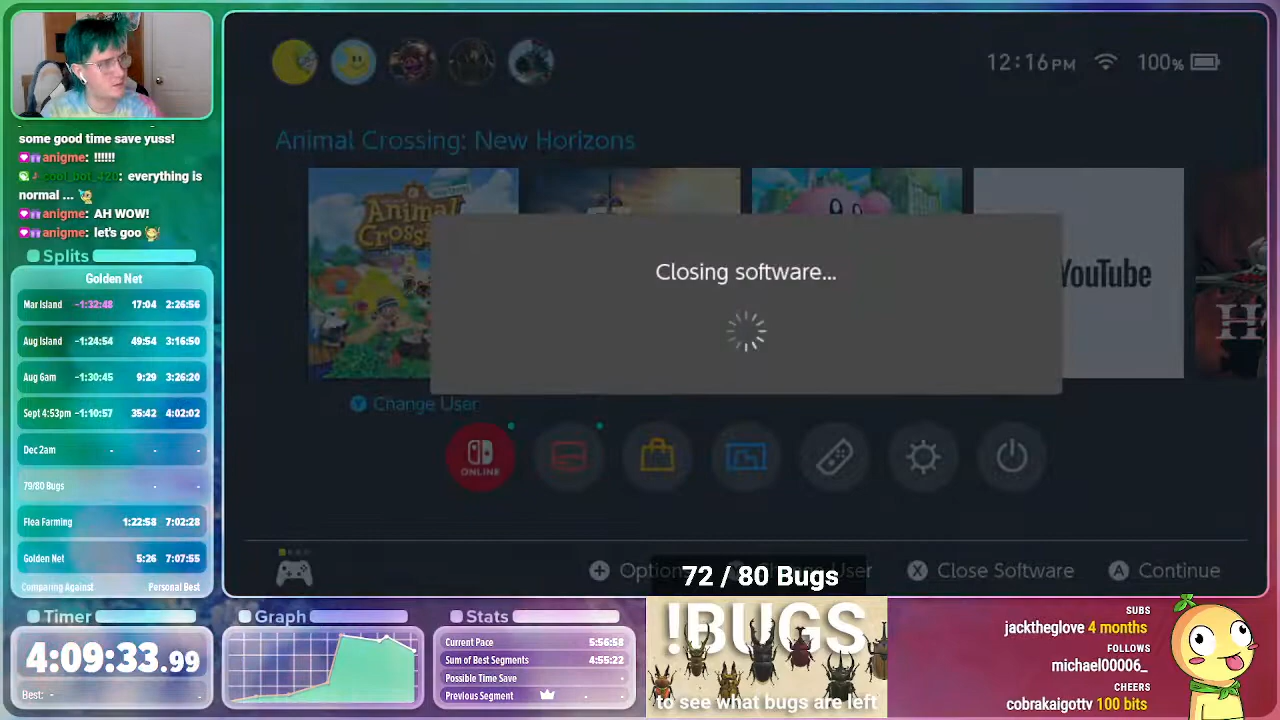 some good time save yuss!
anigme: !!!!!!
cool_bot_420: everything is
normal ...
anigme: AH WOW!
anigme: let's goo
Splits
Golden Net
Mar Island -1:32:48 17:04 2:26:56
Aug Island -1:24:54 49:54 3:16:50
Aug 6am -1:30:45 9:29 3:26:20
Sept 4:53pm -1:10:57 35:42 4:02:02
Dec 2am - - -
79/80 Bugs - -
Flea Farming 1:22:58 7:02:28
Golden Net 5:26 7:07:55
Comparing Against Personal Best
Timer
4:09:33.99
Best: - -
12:16 PM 100%
Animal Crossing: New Horizons
Animal
YouTube
H
Closing software...
Y Change User
ONLINE
72 / 80 Bugs
X Close Software
A Continue
Graph
Stats
Current Pace 5:56:58
Sum of Best Segments 4:55:22
Possible Time Save -
Previous Segment - -
!BUGS
to see what bugs are left
SUBS
jacktheglove 4 months
FOLLOWS
michael00006_
CHEERS
cobrakaigottv 100 bits